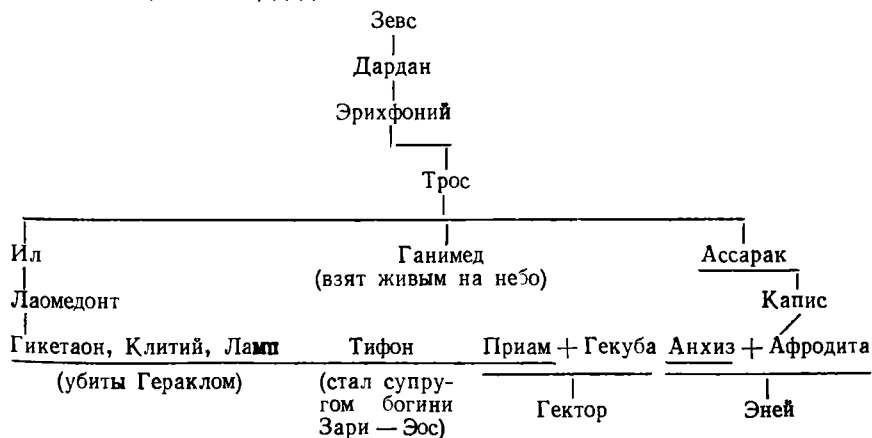 Зевс
Дардан
Эрихфоний
Трос
Ил Ганимед Ассарак
(взят живым на небо)
Лаомедонт Капис
Гикетаон, Клитий, Ламп Тифон Приам + Гекуба Анхиз + Афродита
(убиты Гераклом) (стал супру-
гом богини
Зари — Эос)
Гектор Эней